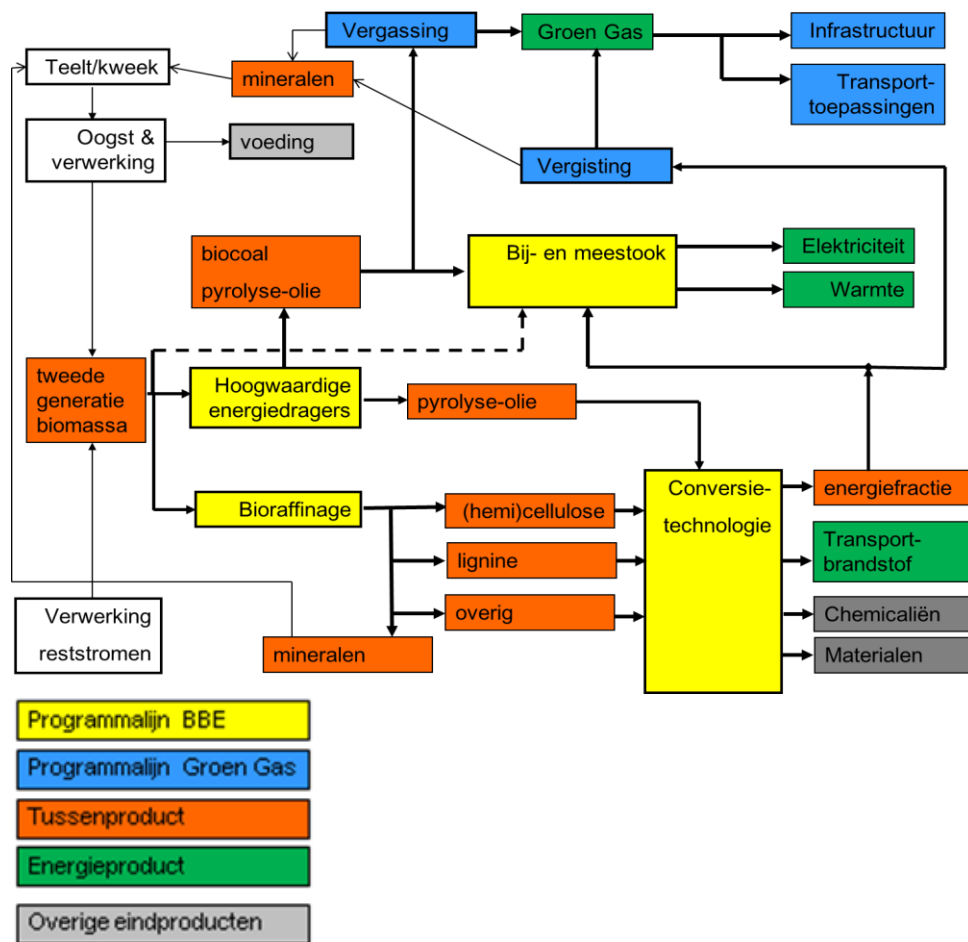 Vergassing
Groen Gas
Infrastructuur
Teelt/kweek
mineralen
Transport-
toepassingen
Oogst &
verwerking
voeding
Vergisting
biocoal
pyrolyse-olie
Bij- en meestook
Elektriciteit
Warmte
tweede
generatie
biomassa
Hoogwaardige
energiedragers
pyrolyse-olie
Bioraffinage
(hemi)cellulose
Conversie-
technologie
energiefractie
lignine
Transport-
brandstof
overig
Chemicaliën
Verwerking
reststromen
mineralen
Materialen
Programmalijn BBE
Programmalijn Groen Gas
Tussenproduct
Energieproduct
Overige eindproducten